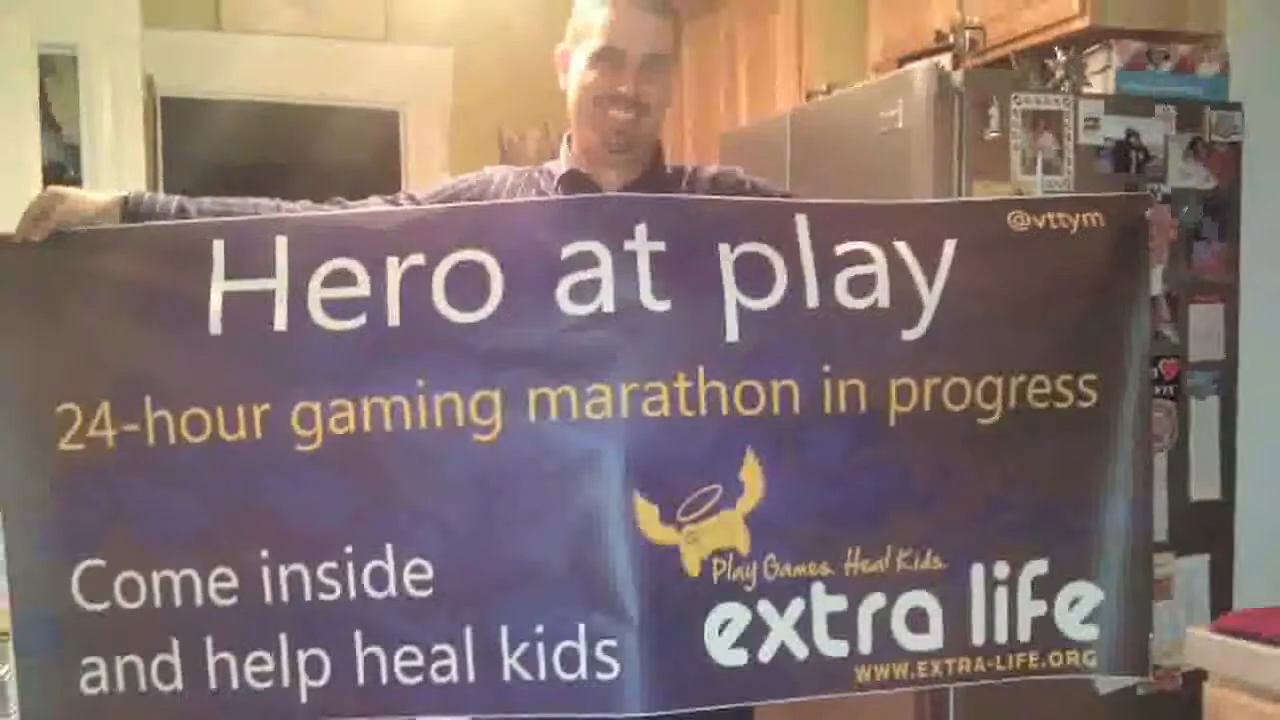 @vttym
Hero at play
24-hour gaming marathon in progress
Come inside
and help heal kids
Play Games. Heal Kids.
extra life
WWW.EXTRA-LIFE.ORG